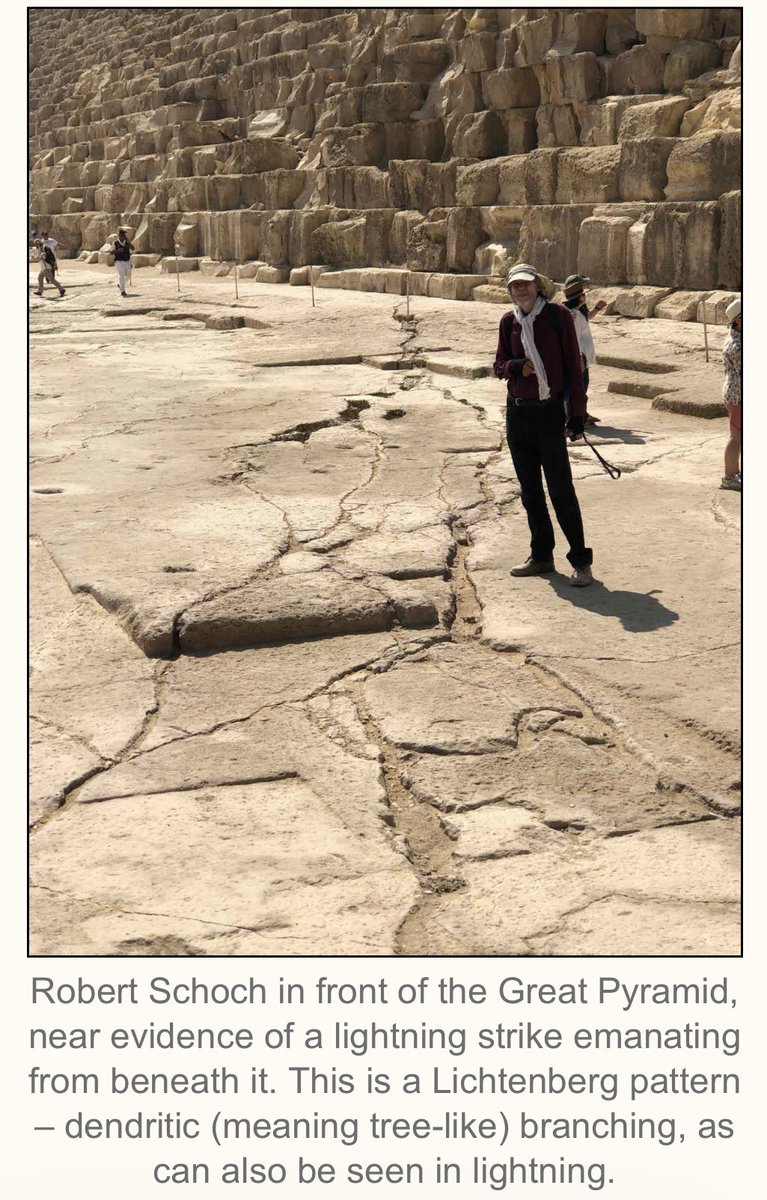 Robert Schoch in front of the Great Pyramid,
near evidence of a lightning strike emanating
from beneath it. This is a Lichtenberg pattern
– dendritic (meaning tree-like) branching, as
can also be seen in lightning.